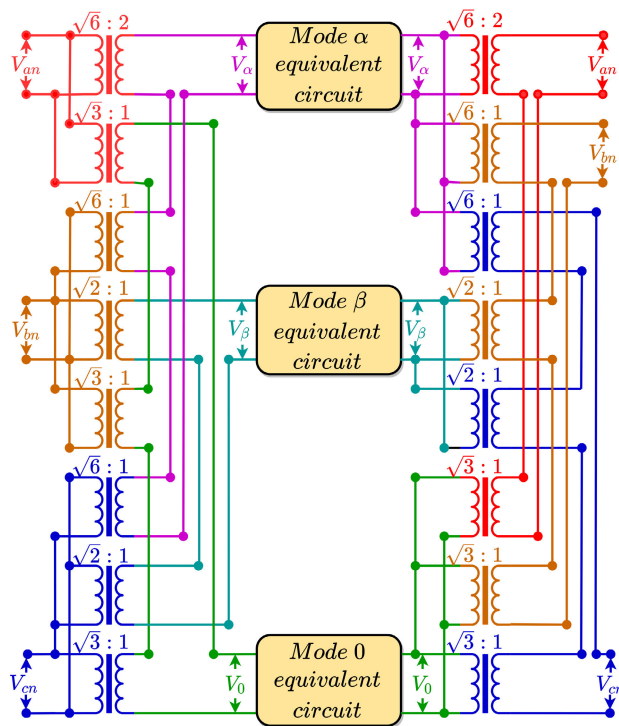 √6 : 2
√6 : 2
V_an
V_α
Mode α
equivalent
circuit
V_α
V_an
√3 : 1
√6 : 1
V_bn
√6 : 1
√6 : 1
√2 : 1
√2 : 1
V_bn
V_β
Mode β
equivalent
circuit
V_β
√3 : 1
√2 : 1
√6 : 1
√3 : 1
√2 : 1
√3 : 1
√3 : 1
√3 : 1
V_cn
V_0
Mode 0
equivalent
circuit
V_0
V_cn